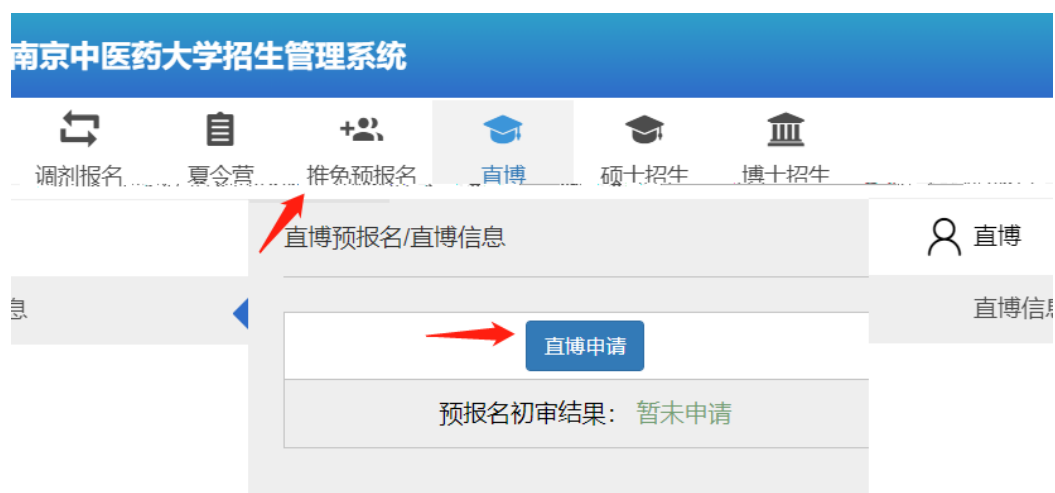 南京中医药大学招生管理系统
调剂报名 夏令营 推免预报名 直博 硕士招生 博士招生
直博预报名/直博信息
直博
息
直博信息
直博申请
预报名初审结果： 暂未申请